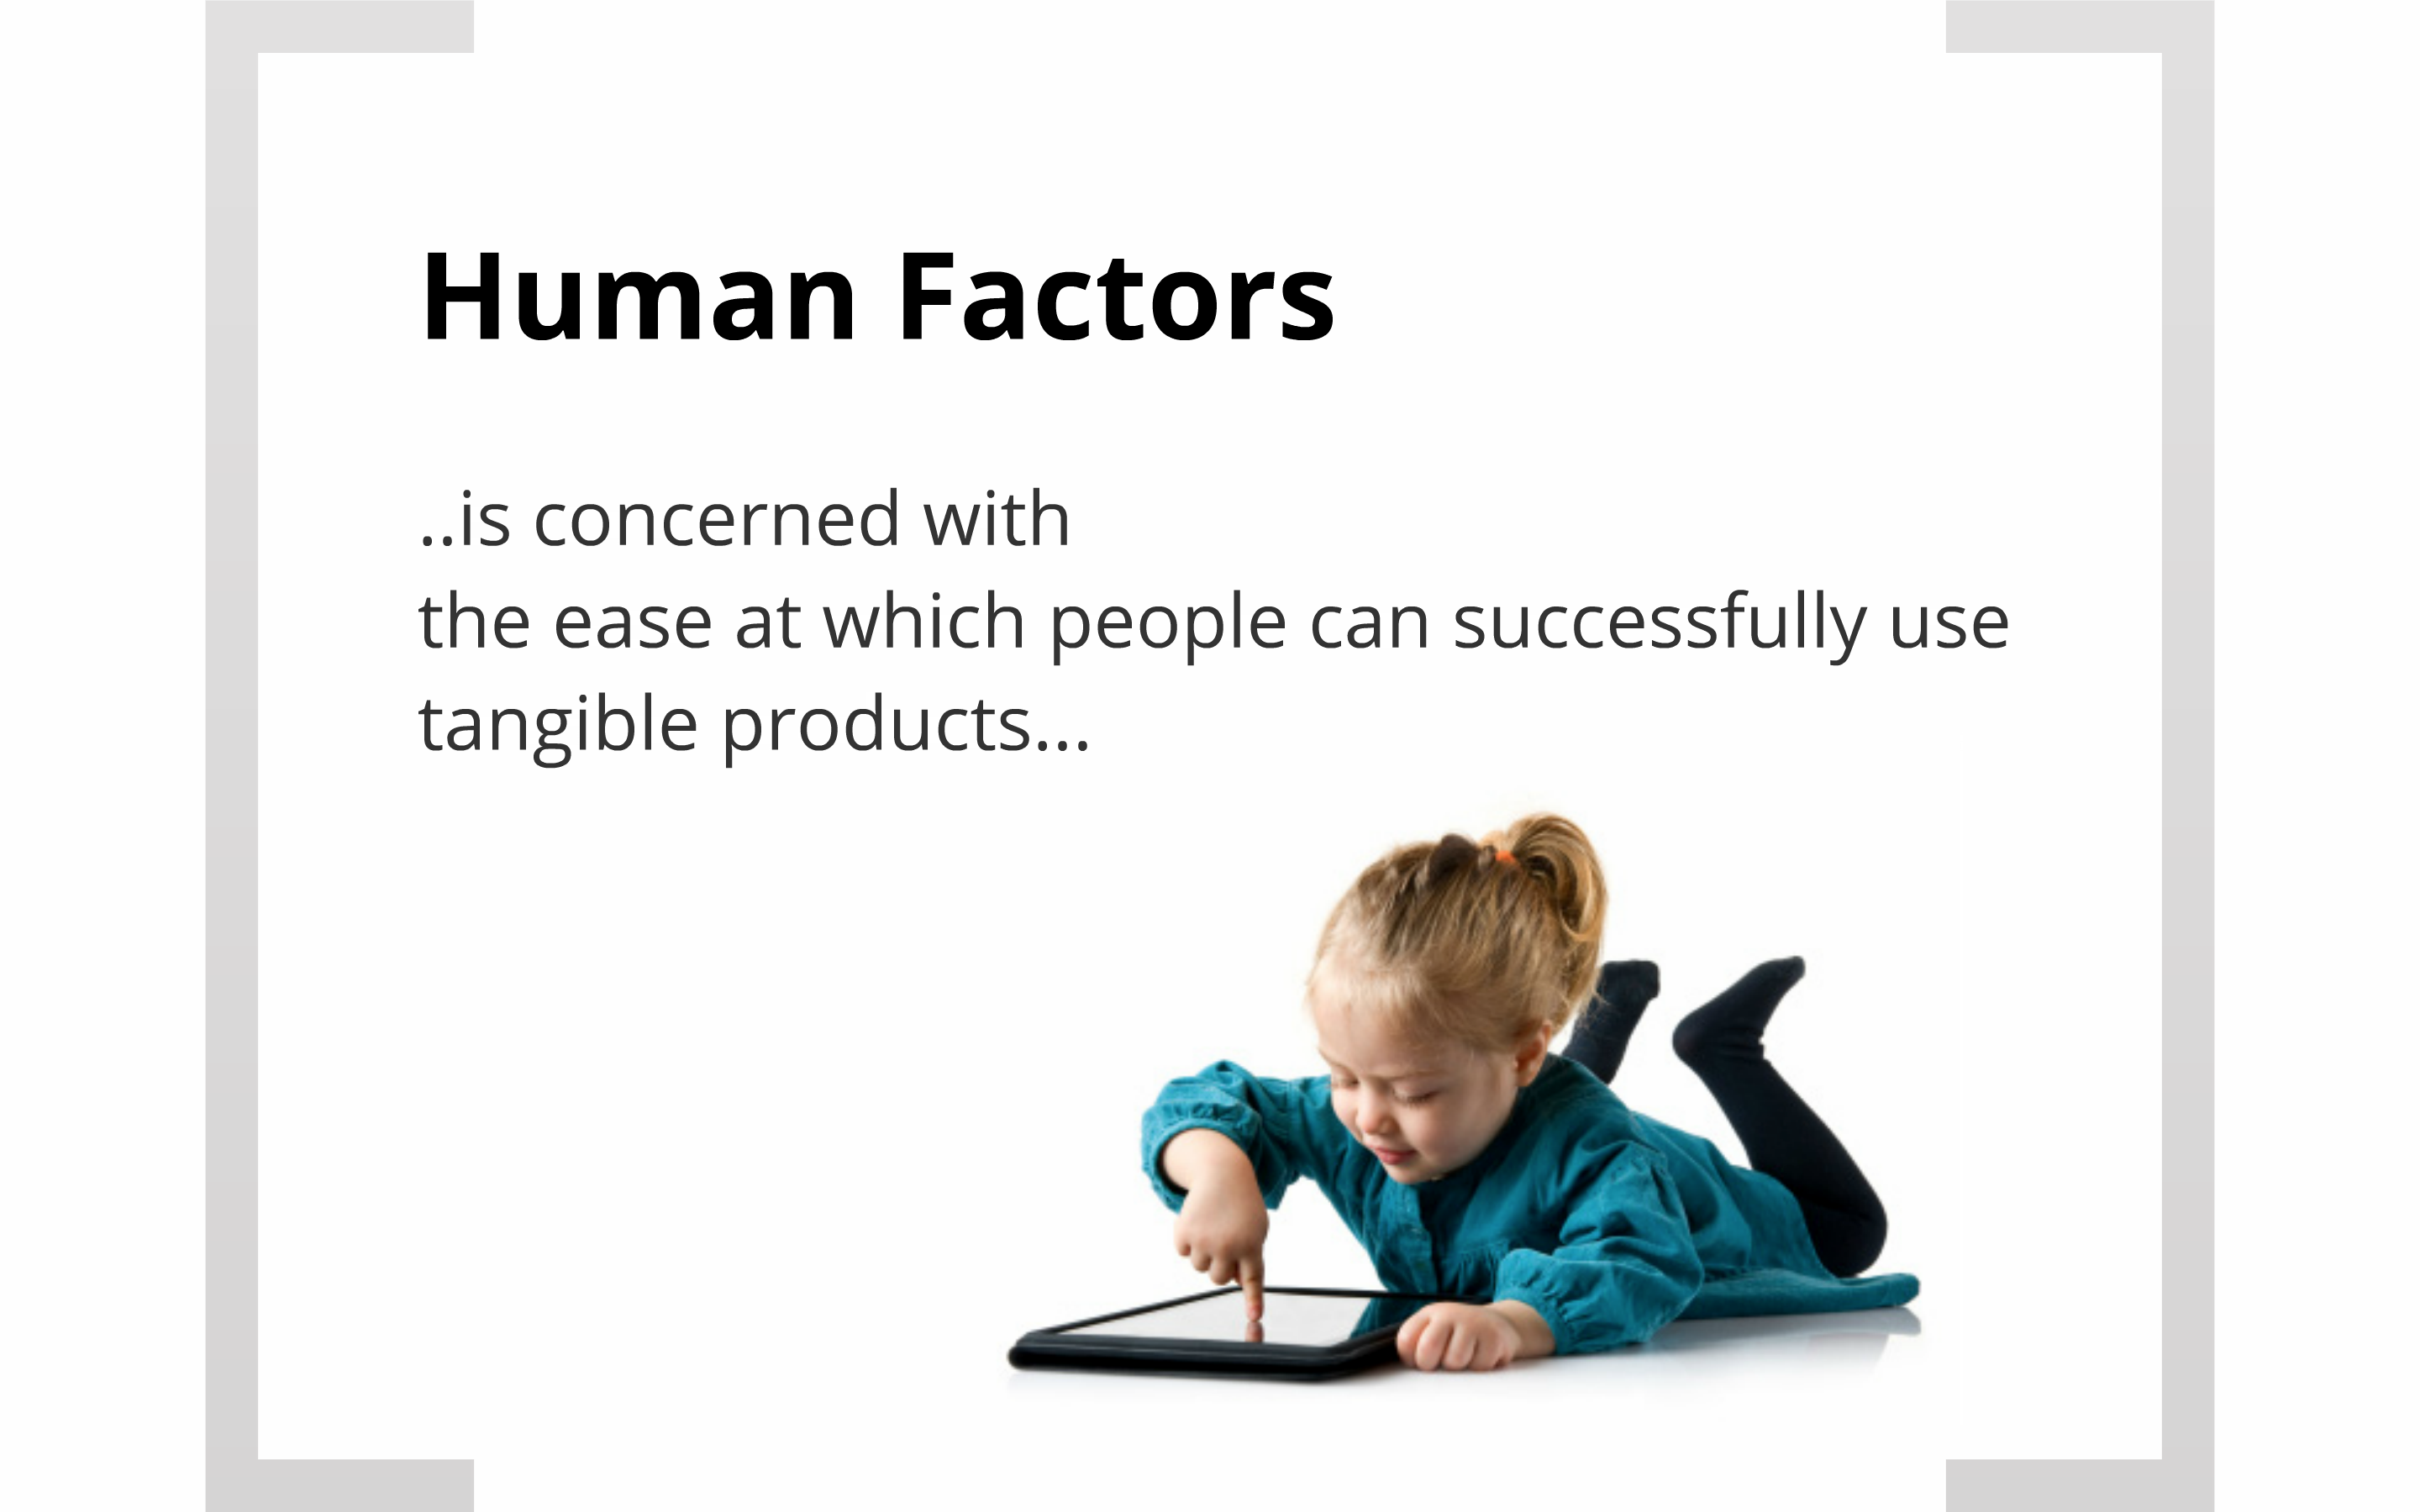 Human Factors
..is concerned with
the ease at which people can successfully use
tangible products...